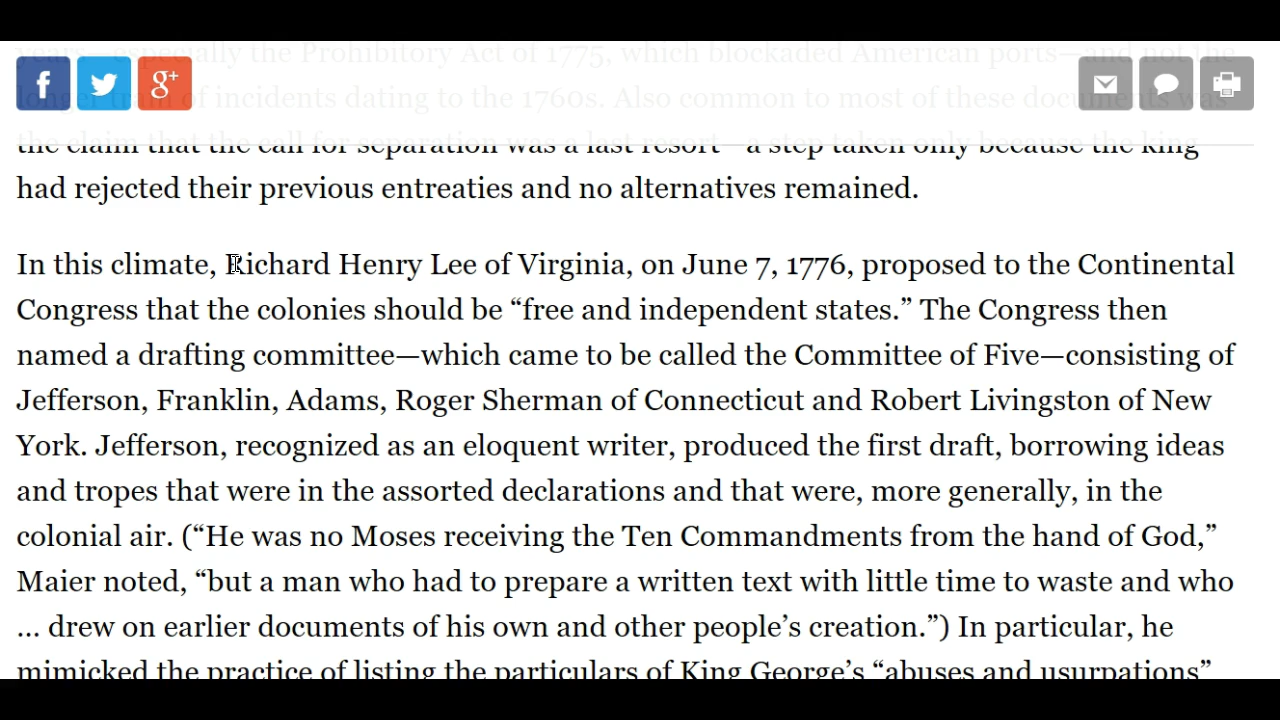 years—especially the Prohibitory Act of 1775, which blockaded American ports—and not the
longer train of incidents dating to the 1760s. Also common to most of these documents was
the claim that the call for separation was a last resort—a step taken only because the king
had rejected their previous entreaties and no alternatives remained.
In this climate, Richard Henry Lee of Virginia, on June 7, 1776, proposed to the Continental
Congress that the colonies should be “free and independent states.” The Congress then
named a drafting committee—which came to be called the Committee of Five—consisting of
Jefferson, Franklin, Adams, Roger Sherman of Connecticut and Robert Livingston of New
York. Jefferson, recognized as an eloquent writer, produced the first draft, borrowing ideas
and tropes that were in the assorted declarations and that were, more generally, in the
colonial air. (“He was no Moses receiving the Ten Commandments from the hand of God,”
Maier noted, “but a man who had to prepare a written text with little time to waste and who
... drew on earlier documents of his own and other people’s creation.”) In particular, he
mimicked the practice of listing the particulars of King George’s “abuses and usurpations”